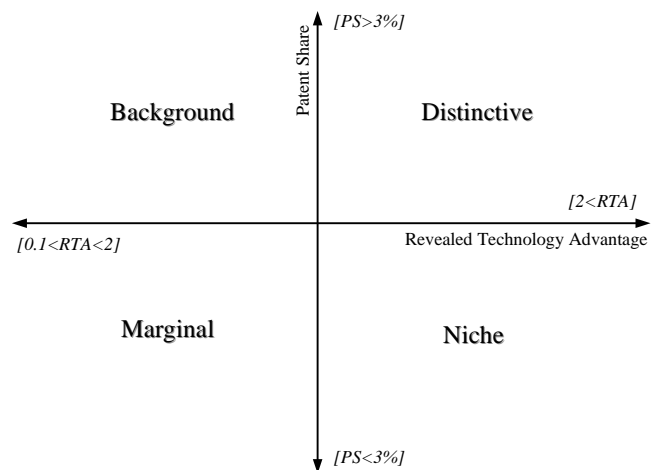 [PS>3%]
Patent Share
Background
Distinctive
[2<RTA]
[0.1<RTA<2]
Revealed Technology Advantage
Marginal
Niche
[PS<3%]